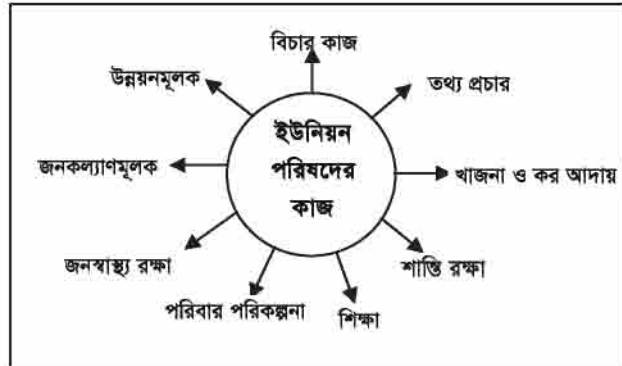 বিচার কাজ
উন্নয়নমূলক
তথ্য প্রচার
ইউনিয়ন
পরিষদের
কাজ
জনকল্যাণমূলক
খাজনা ও কর আদায়
জনস্বাস্থ্য রক্ষা
শান্তি রক্ষা
পরিবার পরিকল্পনা
শিক্ষা